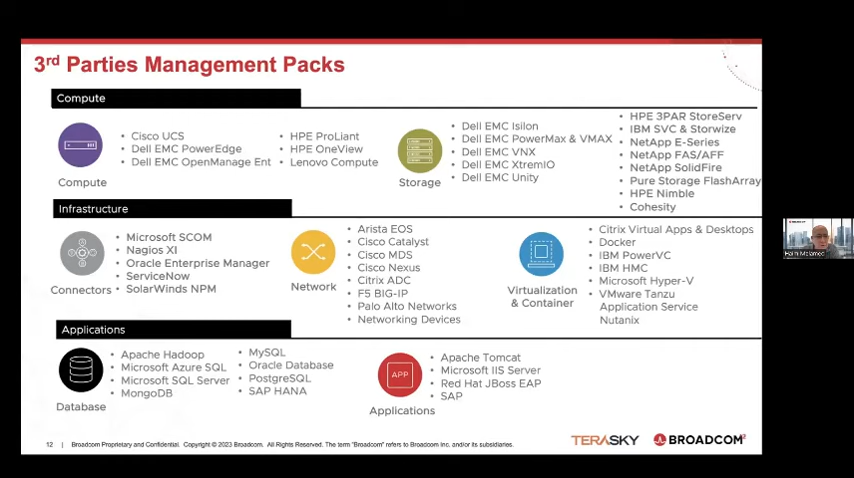 3rd Parties Management Packs
Compute
Compute
• Cisco UCS
• Dell EMC PowerEdge
• Dell EMC OpenManage Ent
• HPE ProLiant
• HPE OneView
• Lenovo Compute
Storage
• Dell EMC Isilon
• Dell EMC PowerMax & VMAX
• Dell EMC VNX
• Dell EMC XtremIO
• Dell EMC Unity
• HPE 3PAR StoreServ
• IBM SVC & Storwize
• NetApp E-Series
• NetApp FAS/AFF
• NetApp SolidFire
• Pure Storage FlashArray
• HPE Nimble
• Cohesity
Infrastructure
Connectors
• Microsoft SCOM
• Nagios XI
• Oracle Enterprise Manager
• ServiceNow
• SolarWinds NPM
Network
• Arista EOS
• Cisco Catalyst
• Cisco MDS
• Cisco Nexus
• Citrix ADC
• F5 BIG-IP
• Palo Alto Networks
• Networking Devices
Virtualization
& Container
• Citrix Virtual Apps & Desktops
• Docker
• IBM PowerVC
• IBM HMC
• Microsoft Hyper-V
• VMware Tanzu
Application Service
Nutanix
Applications
Database
• Apache Hadoop
• Microsoft Azure SQL
• Microsoft SQL Server
• MongoDB
• MySQL
• Oracle Database
• PostgreSQL
• SAP HANA
APP
Applications
• Apache Tomcat
• Microsoft IIS Server
• Red Hat JBoss EAP
• SAP
12 | Broadcom Proprietary and Confidential. Copyright © 2023 Broadcom. All Rights Reserved. The term "Broadcom" refers to Broadcom Inc. and/or its subsidiaries.
TERASKY
BROADCOM
Haim Melamed